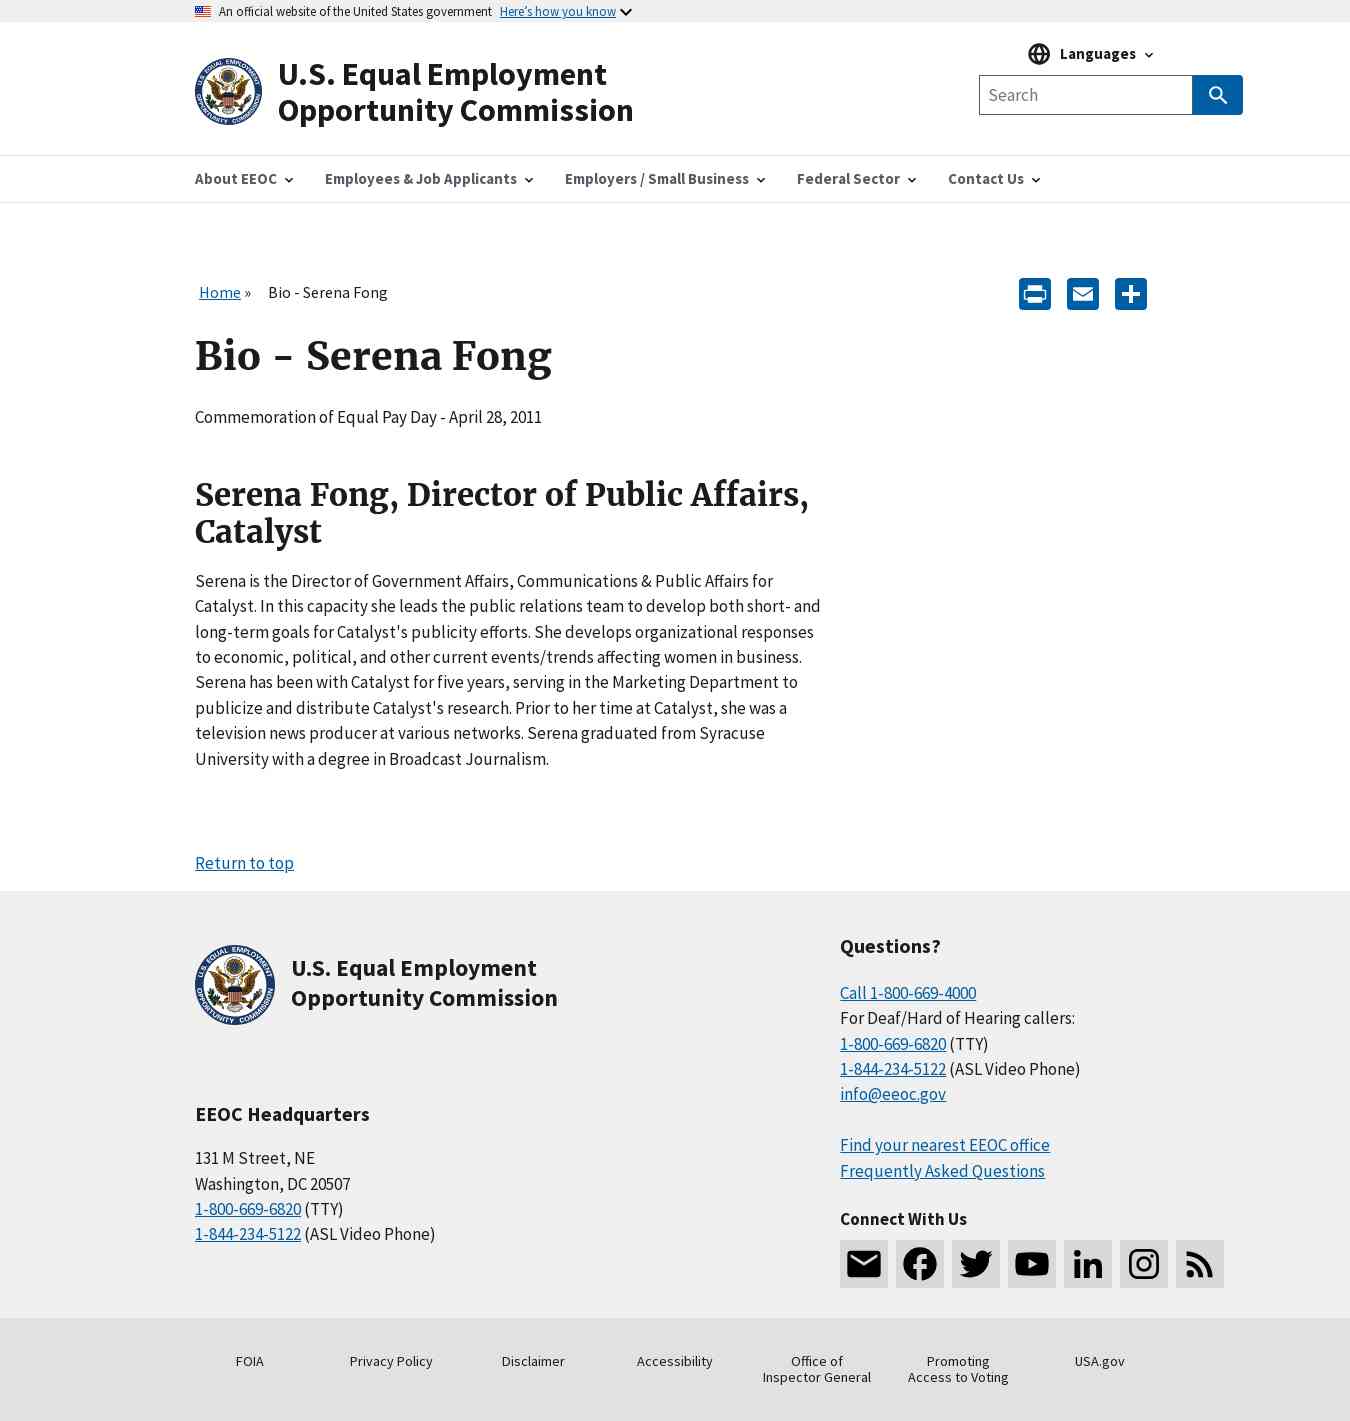 An official website of the United States government Here's how you know
U.S. Equal Employment
Opportunity Commission
Languages
Search
About EEOC
Employees & Job Applicants
Employers / Small Business
Federal Sector
Contact Us
Home » Bio - Serena Fong
Bio - Serena Fong
Commemoration of Equal Pay Day - April 28, 2011
Serena Fong, Director of Public Affairs,
Catalyst
Serena is the Director of Government Affairs, Communications & Public Affairs for
Catalyst. In this capacity she leads the public relations team to develop both short- and
long-term goals for Catalyst's publicity efforts. She develops organizational responses
to economic, political, and other current events/trends affecting women in business.
Serena has been with Catalyst for five years, serving in the Marketing Department to
publicize and distribute Catalyst's research. Prior to her time at Catalyst, she was a
television news producer at various networks. Serena graduated from Syracuse
University with a degree in Broadcast Journalism.
Return to top
U.S. EQUAL EMPLOYMENT OPPORTUNITY COMMISSION
U.S. Equal Employment
Opportunity Commission
EEOC Headquarters
131 M Street, NE
Washington, DC 20507
1-800-669-6820 (TTY)
1-844-234-5122 (ASL Video Phone)
Questions?
Call 1-800-669-4000
For Deaf/Hard of Hearing callers:
1-800-669-6820 (TTY)
1-844-234-5122 (ASL Video Phone)
info@eeoc.gov
Find your nearest EEOC office
Frequently Asked Questions
Connect With Us
FOIA
Privacy Policy
Disclaimer
Accessibility
Office of
Inspector General
Promoting
Access to Voting
USA.gov